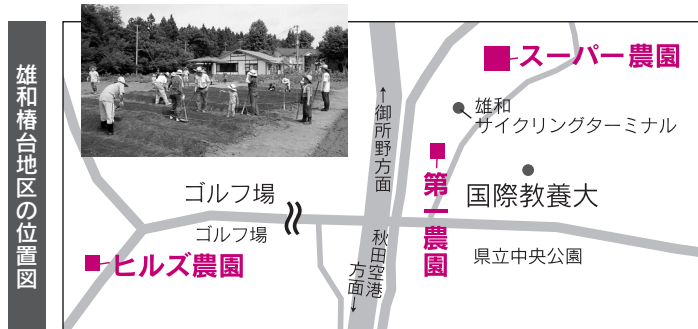 雄和椿台地区の位置図
スーパー農園
雄和
サイクリングターミナル
←御所野方面
第一農園
国際教養大
ゴルフ場
ゴルフ場
ヒルズ農園
秋田空港
方面→
県立中央公園